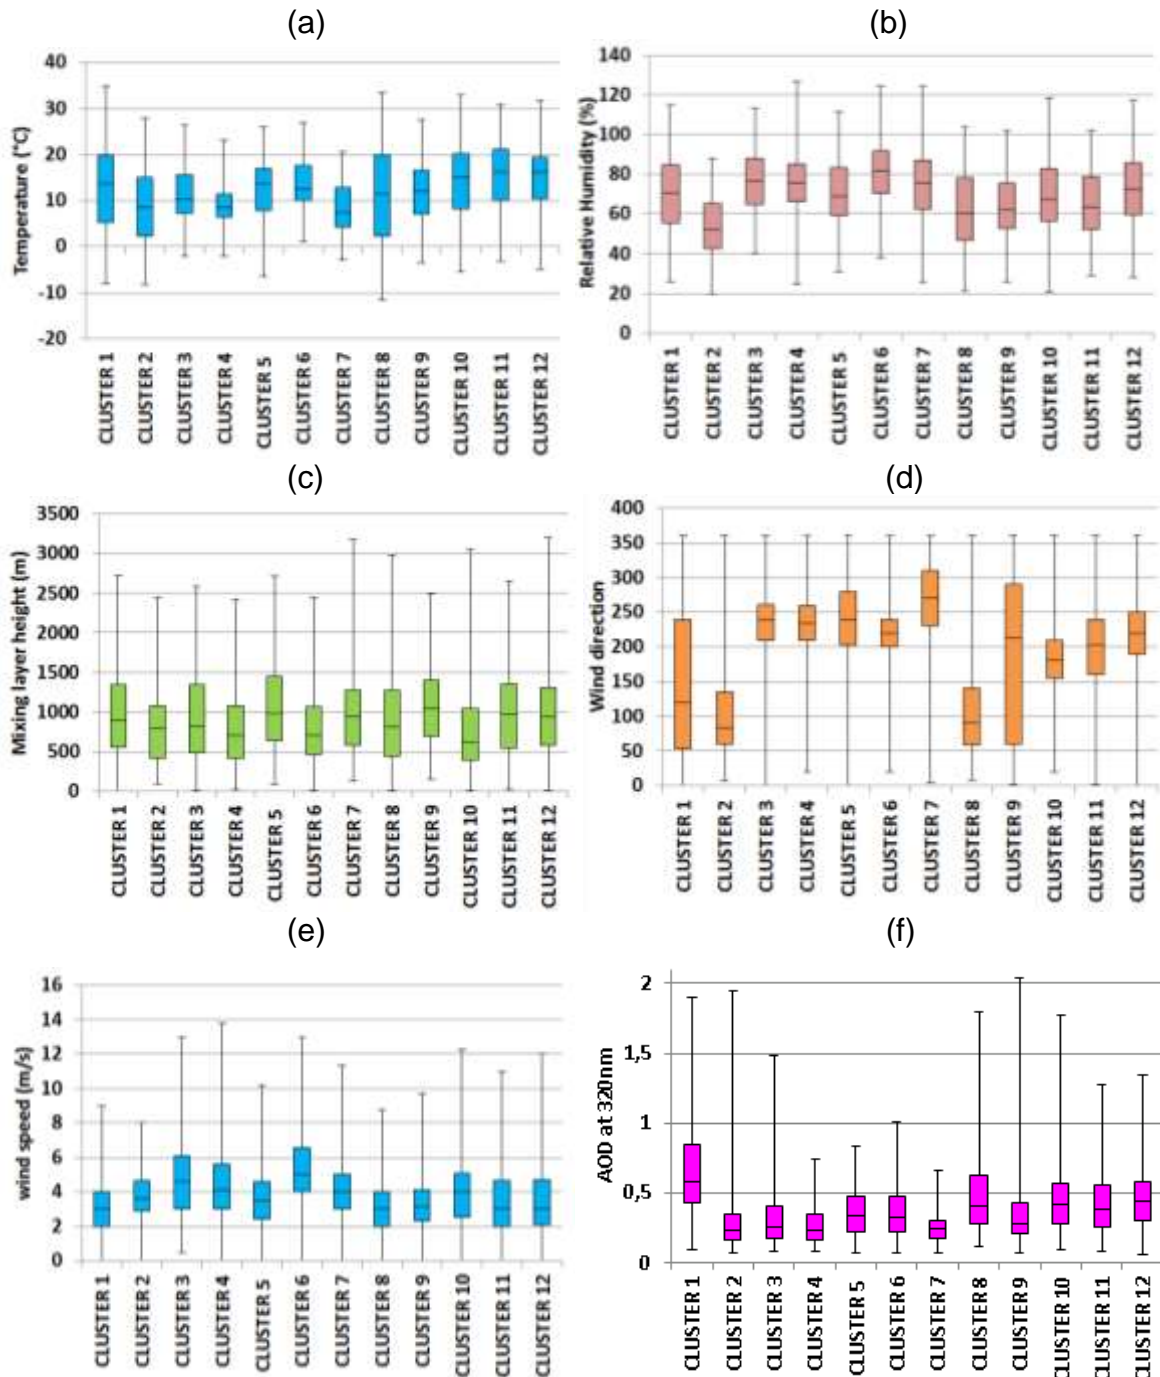 (a)
Temperature (°C)
40
30
20
10
0
-10
-20
CLUSTER 1
CLUSTER 2
CLUSTER 3
CLUSTER 4
CLUSTER 5
CLUSTER 6
CLUSTER 7
CLUSTER 8
CLUSTER 9
CLUSTER 10
CLUSTER 11
CLUSTER 12
(b)
Relative Humidity (%)
140
120
100
80
60
40
20
0
CLUSTER 1
CLUSTER 2
CLUSTER 3
CLUSTER 4
CLUSTER 5
CLUSTER 6
CLUSTER 7
CLUSTER 8
CLUSTER 9
CLUSTER 10
CLUSTER 11
CLUSTER 12
(c)
Mixing layer height (m)
3500
3000
2500
2000
1500
1000
500
0
CLUSTER 1
CLUSTER 2
CLUSTER 3
CLUSTER 4
CLUSTER 5
CLUSTER 6
CLUSTER 7
CLUSTER 8
CLUSTER 9
CLUSTER 10
CLUSTER 11
CLUSTER 12
(d)
Wind direction
400
350
300
250
200
150
100
50
0
CLUSTER 1
CLUSTER 2
CLUSTER 3
CLUSTER 4
CLUSTER 5
CLUSTER 6
CLUSTER 7
CLUSTER 8
CLUSTER 9
CLUSTER 10
CLUSTER 11
CLUSTER 12
(e)
wind speed (m/s)
16
14
12
10
8
6
4
2
0
CLUSTER 1
CLUSTER 2
CLUSTER 3
CLUSTER 4
CLUSTER 5
CLUSTER 6
CLUSTER 7
CLUSTER 8
CLUSTER 9
CLUSTER 10
CLUSTER 11
CLUSTER 12
(f)
AOD at 320nm
2
1,5
1
0,5
0
CLUSTER 1
CLUSTER 2
CLUSTER 3
CLUSTER 4
CLUSTER 5
CLUSTER 6
CLUSTER 7
CLUSTER 8
CLUSTER 9
CLUSTER 10
CLUSTER 11
CLUSTER 12